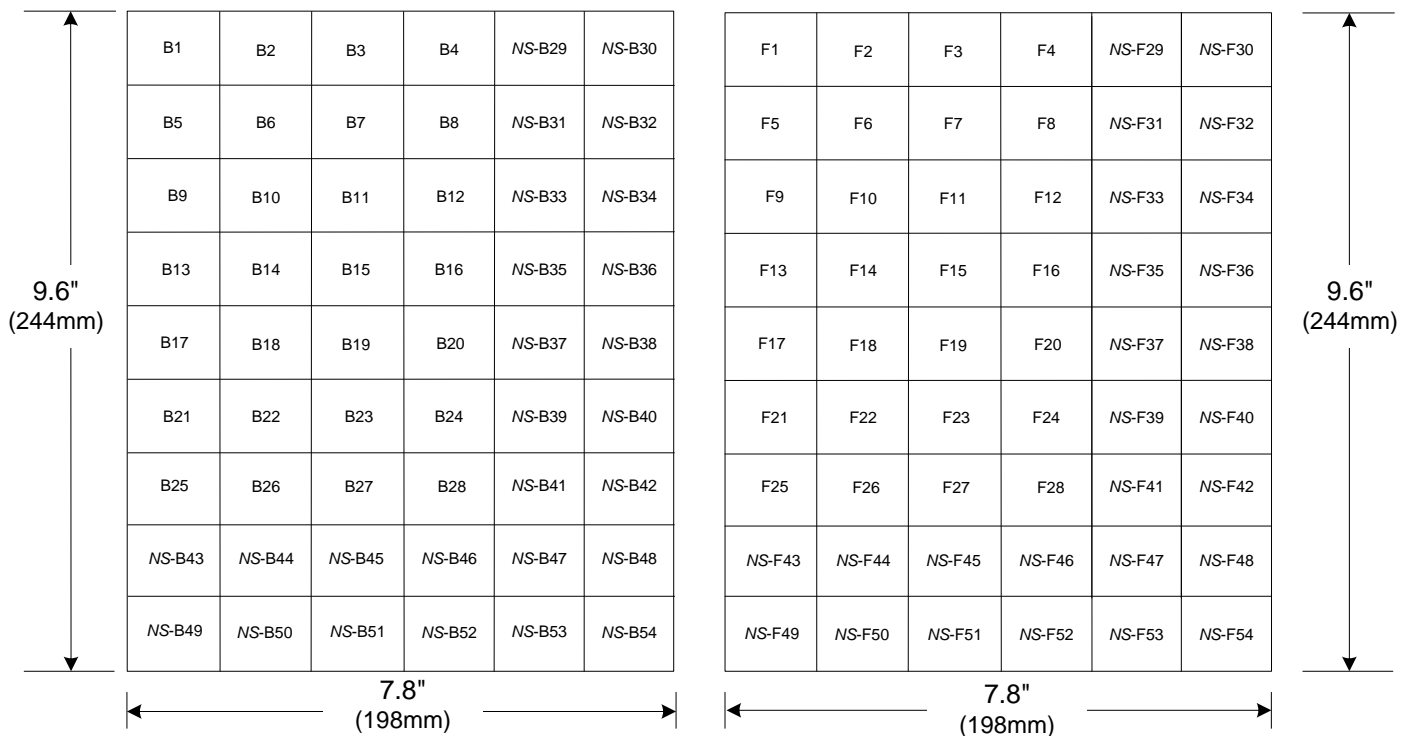 B1 B2 B3 B4 NS-B29 NS-B30
B5 B6 B7 B8 NS-B31 NS-B32
B9 B10 B11 B12 NS-B33 NS-B34
B13 B14 B15 B16 NS-B35 NS-B36
B17 B18 B19 B20 NS-B37 NS-B38
B21 B22 B23 B24 NS-B39 NS-B40
B25 B26 B27 B28 NS-B41 NS-B42
NS-B43 NS-B44 NS-B45 NS-B46 NS-B47 NS-B48
NS-B49 NS-B50 NS-B51 NS-B52 NS-B53 NS-B54
9.6"
(244mm)
7.8"
(198mm)
F1 F2 F3 F4 NS-F29 NS-F30
F5 F6 F7 F8 NS-F31 NS-F32
F9 F10 F11 F12 NS-F33 NS-F34
F13 F14 F15 F16 NS-F35 NS-F36
F17 F18 F19 F20 NS-F37 NS-F38
F21 F22 F23 F24 NS-F39 NS-F40
F25 F26 F27 F28 NS-F41 NS-F42
NS-F43 NS-F44 NS-F45 NS-F46 NS-F47 NS-F48
NS-F49 NS-F50 NS-F51 NS-F52 NS-F53 NS-F54
9.6"
(244mm)
7.8"
(198mm)